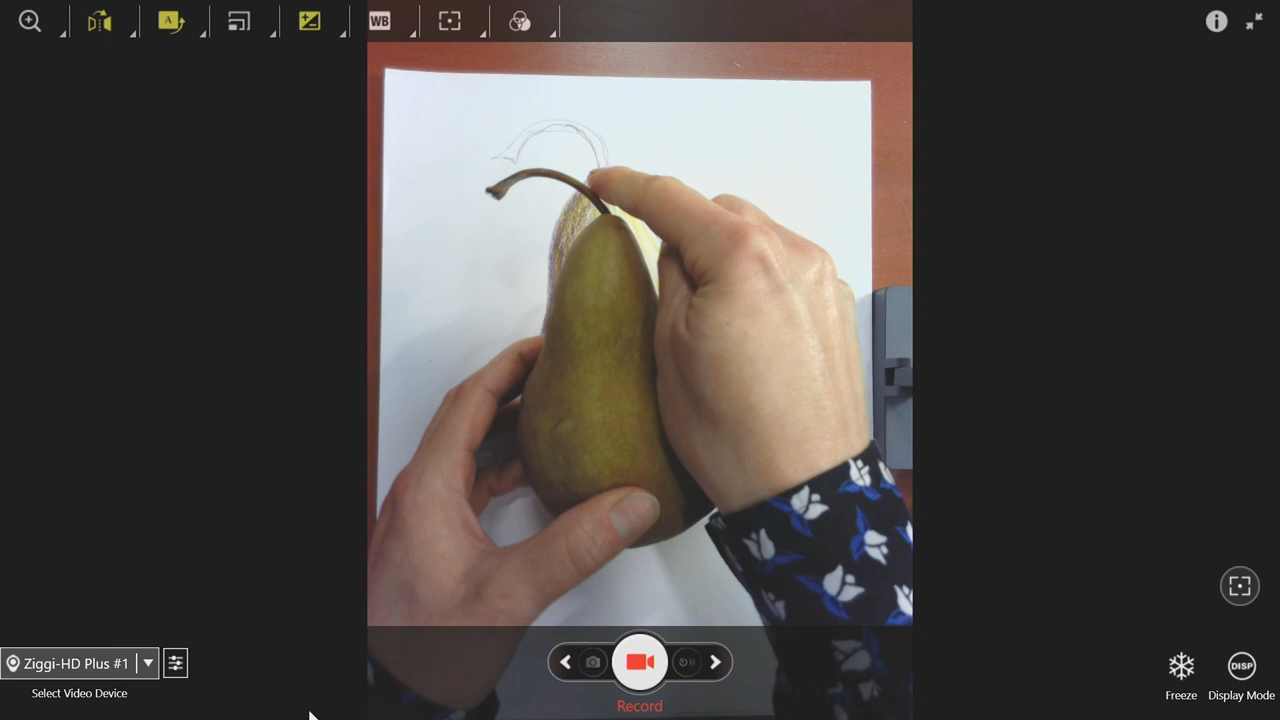 A
WB
Ziggi-HD Plus #1
Select Video Device
Record
Freeze
DISP
Display Mode